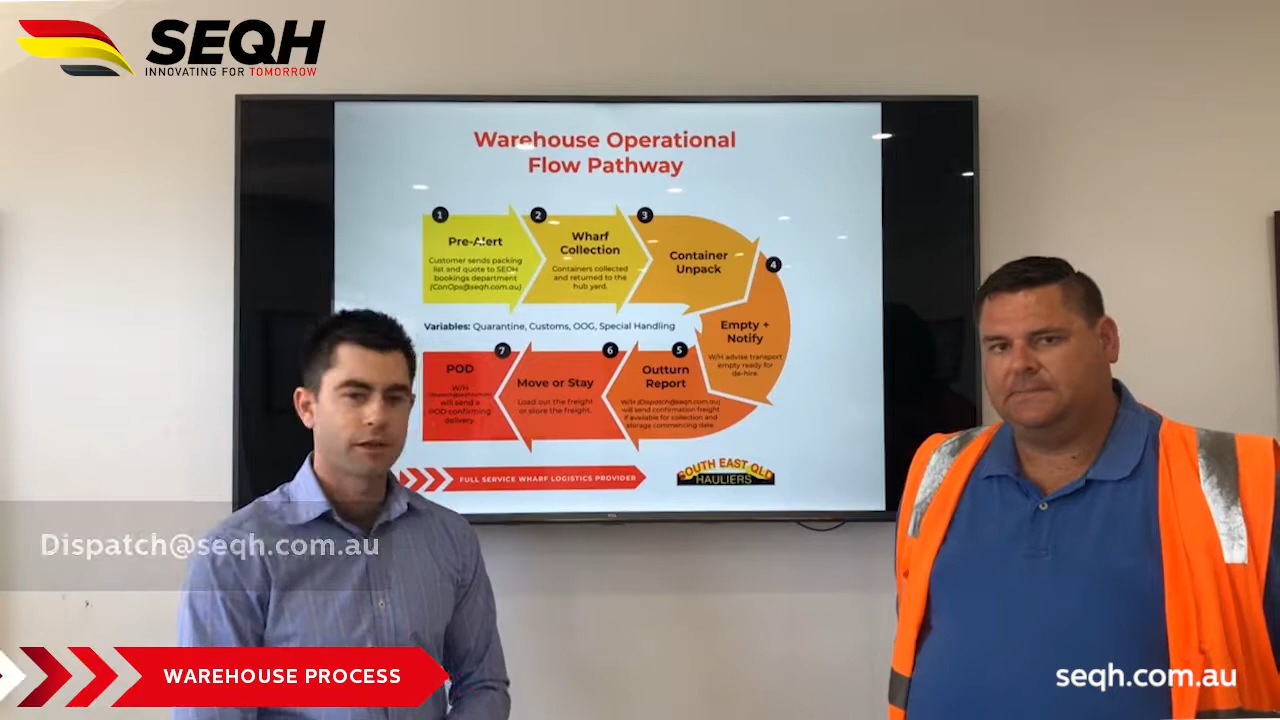 SEQH
INNOVATING FOR TOMORROW
Warehouse Operational
Flow Pathway
1
Pre-Alert
Customer sends packing
list and quote to SEQH
bookings department
(ConOps@seqh.com.au)
2
Wharf
Collection
Containers collected
and returned to the
hub yard.
3
Container
Unpack
4
Empty +
Notify
W/H advise transport
empty ready for
de-hire.
Variables: Quarantine, Customs, OOG, Special Handling
5
Outturn
Report
W/H (Dispatch@seqh.com.au)
will send confirmation freight
if available for collection and
storage commencing date.
6
Move or Stay
Load out the freight
or store the freight.
7
POD
W/H
will send a
POD confirming
delivery.
FULL SERVICE WHARF LOGISTICS PROVIDER
SOUTH EAST QLD
HAULIERS
Dispatch@seqh.com.au
WAREHOUSE PROCESS
seqh.com.au